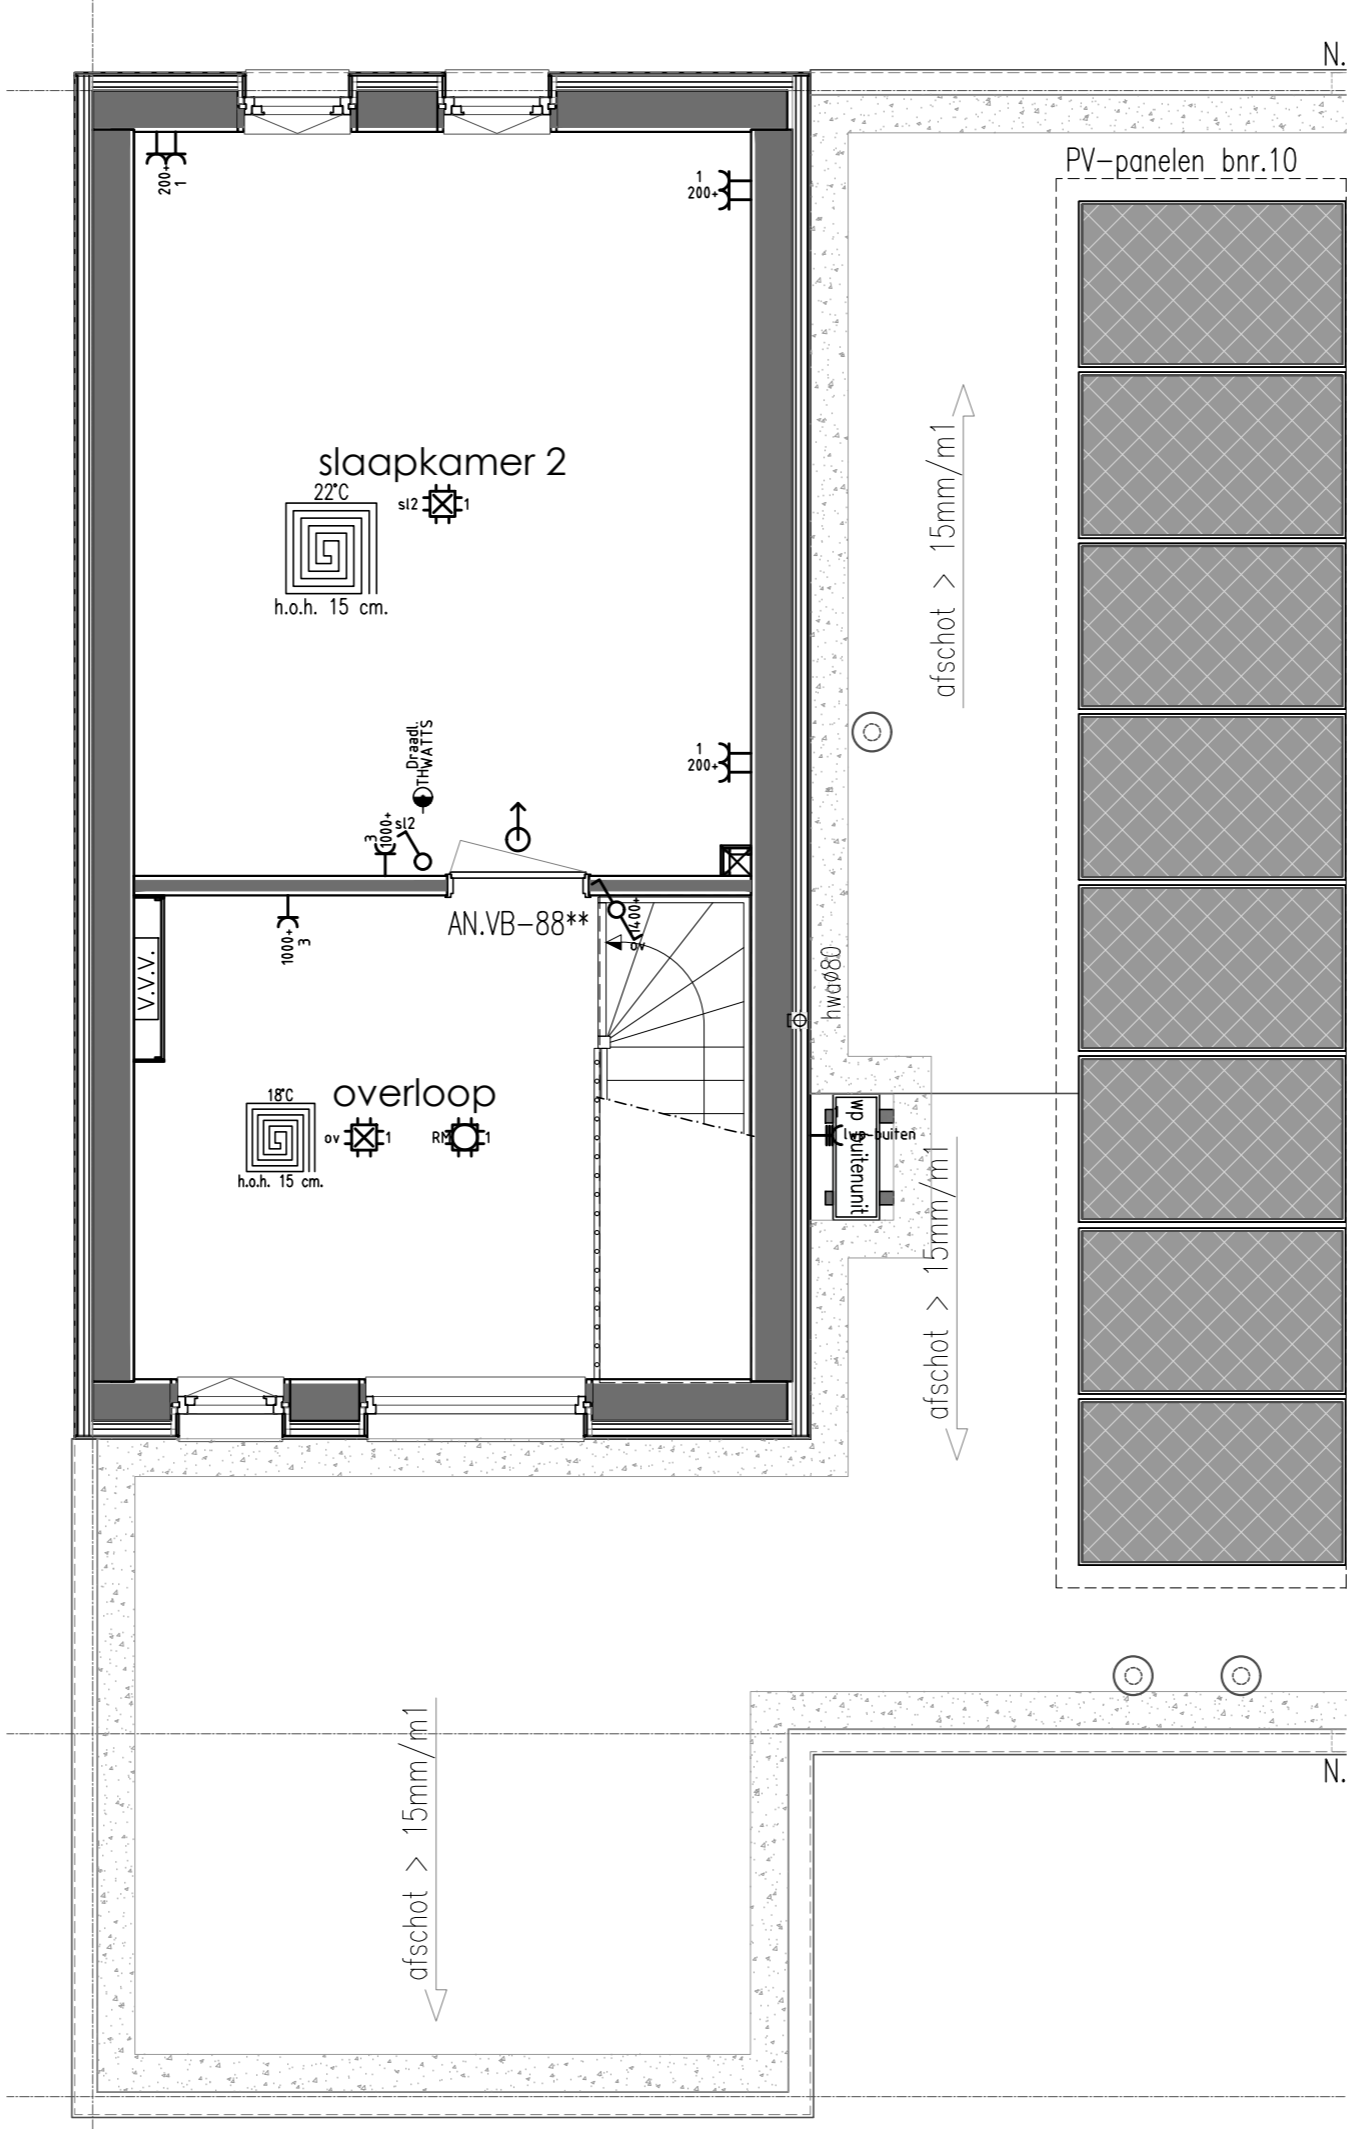 N.
PV-panelen bnr.10
200+
1
1
200+
slaapkamer 2
22°C
sl2
1
h.o.h. 15 cm.
afschot > 15mm/m1
Draadl.
THWATTS
1
200+
3
1000+
sl2
AN.VB-88**
1400+
ov
1000+
3
V.V.V.
hwaø80
overloop
18°C
ov
1
RM
1
h.o.h. 15 cm.
wp buitenunit
lwp-buiten
afschot > 15mm/m1
afschot > 15mm/m1
N.